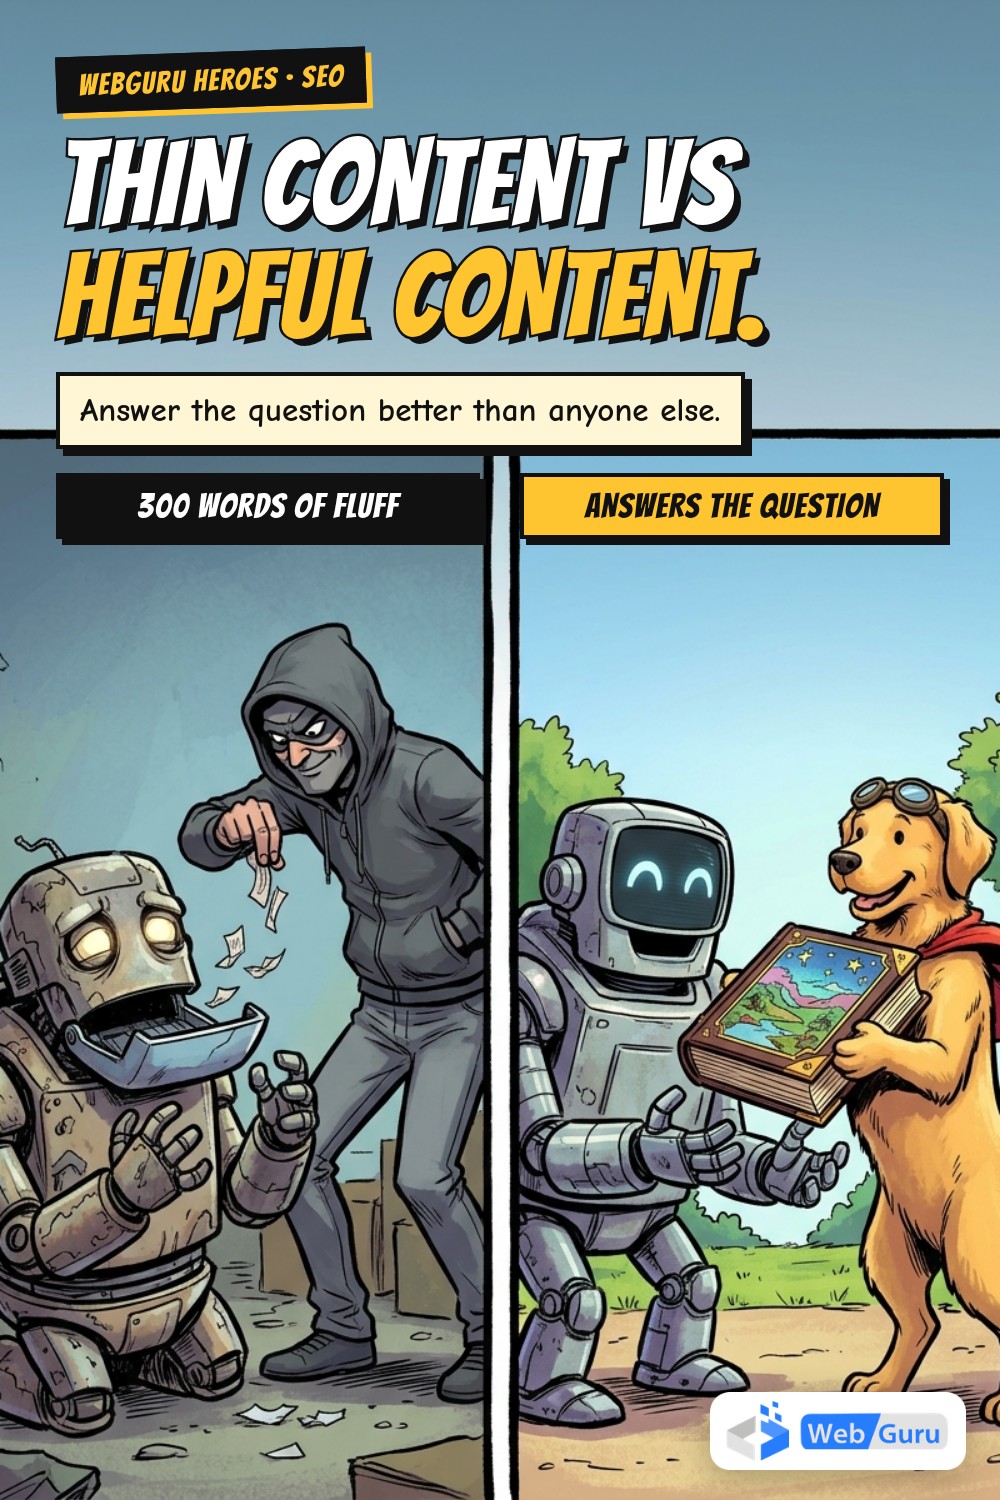 WEBGURU HEROES · SEO
THIN CONTENT VS
HELPFUL CONTENT.
Answer the question better than anyone else.
300 WORDS OF FLUFF
ANSWERS THE QUESTION
Web Guru